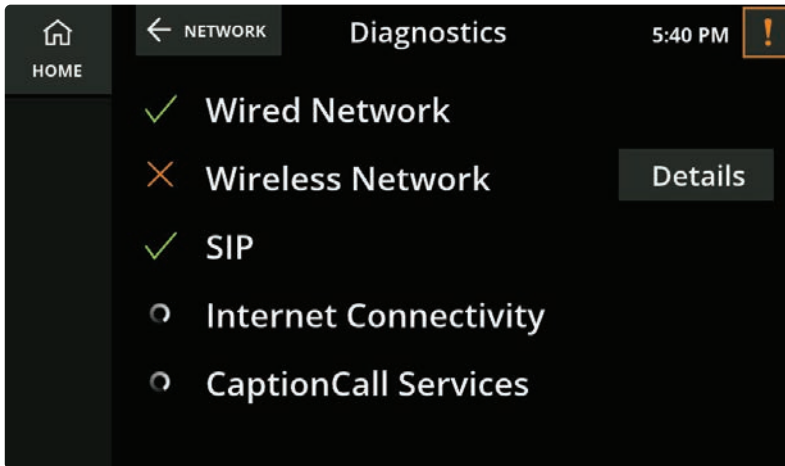 HOME
← NETWORK
Diagnostics
5:40 PM
!
Wired Network
Wireless Network
Details
SIP
Internet Connectivity
CaptionCall Services